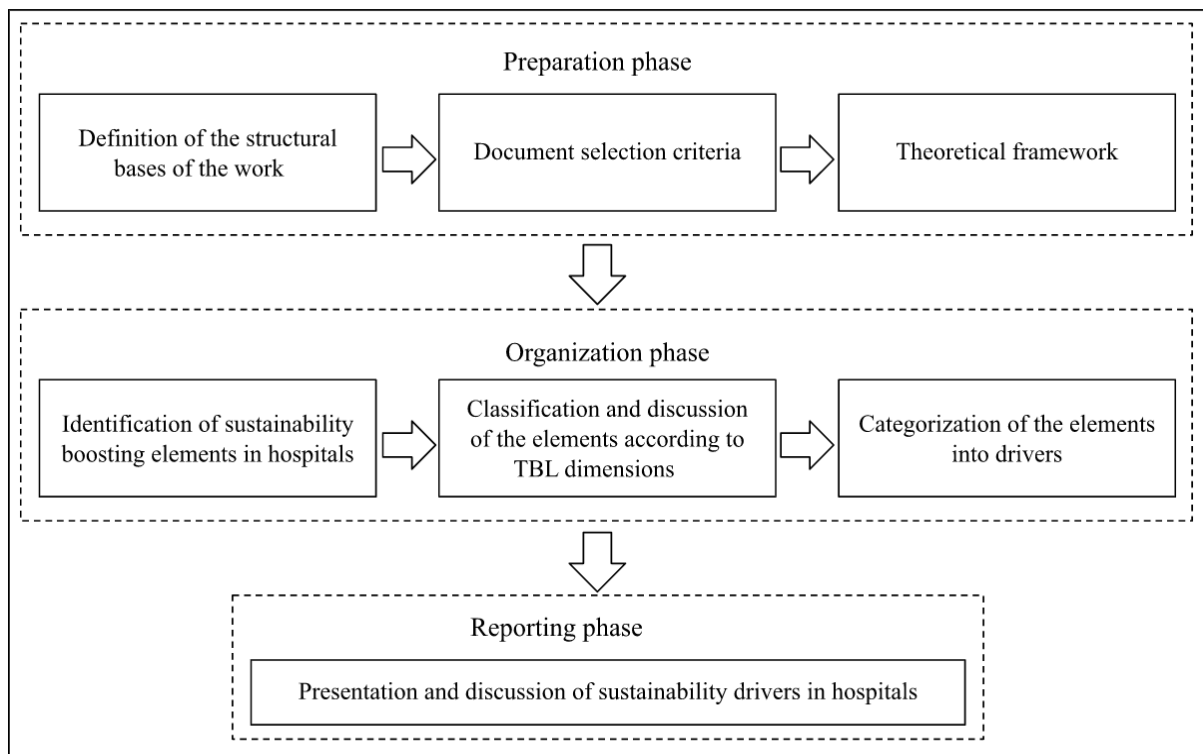 Preparation phase
Definition of the structural
bases of the work
Document selection criteria
Theoretical framework
Organization phase
Identification of sustainability
boosting elements in hospitals
Classification and discussion
of the elements according to
TBL dimensions
Categorization of the elements
into drivers
Reporting phase
Presentation and discussion of sustainability drivers in hospitals